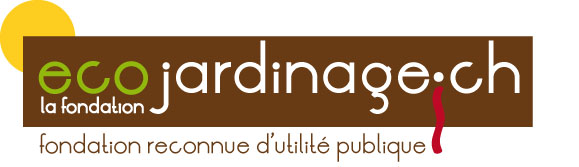 ecojardinage.ch
la fondation
fondation reconnue d'utilité publique